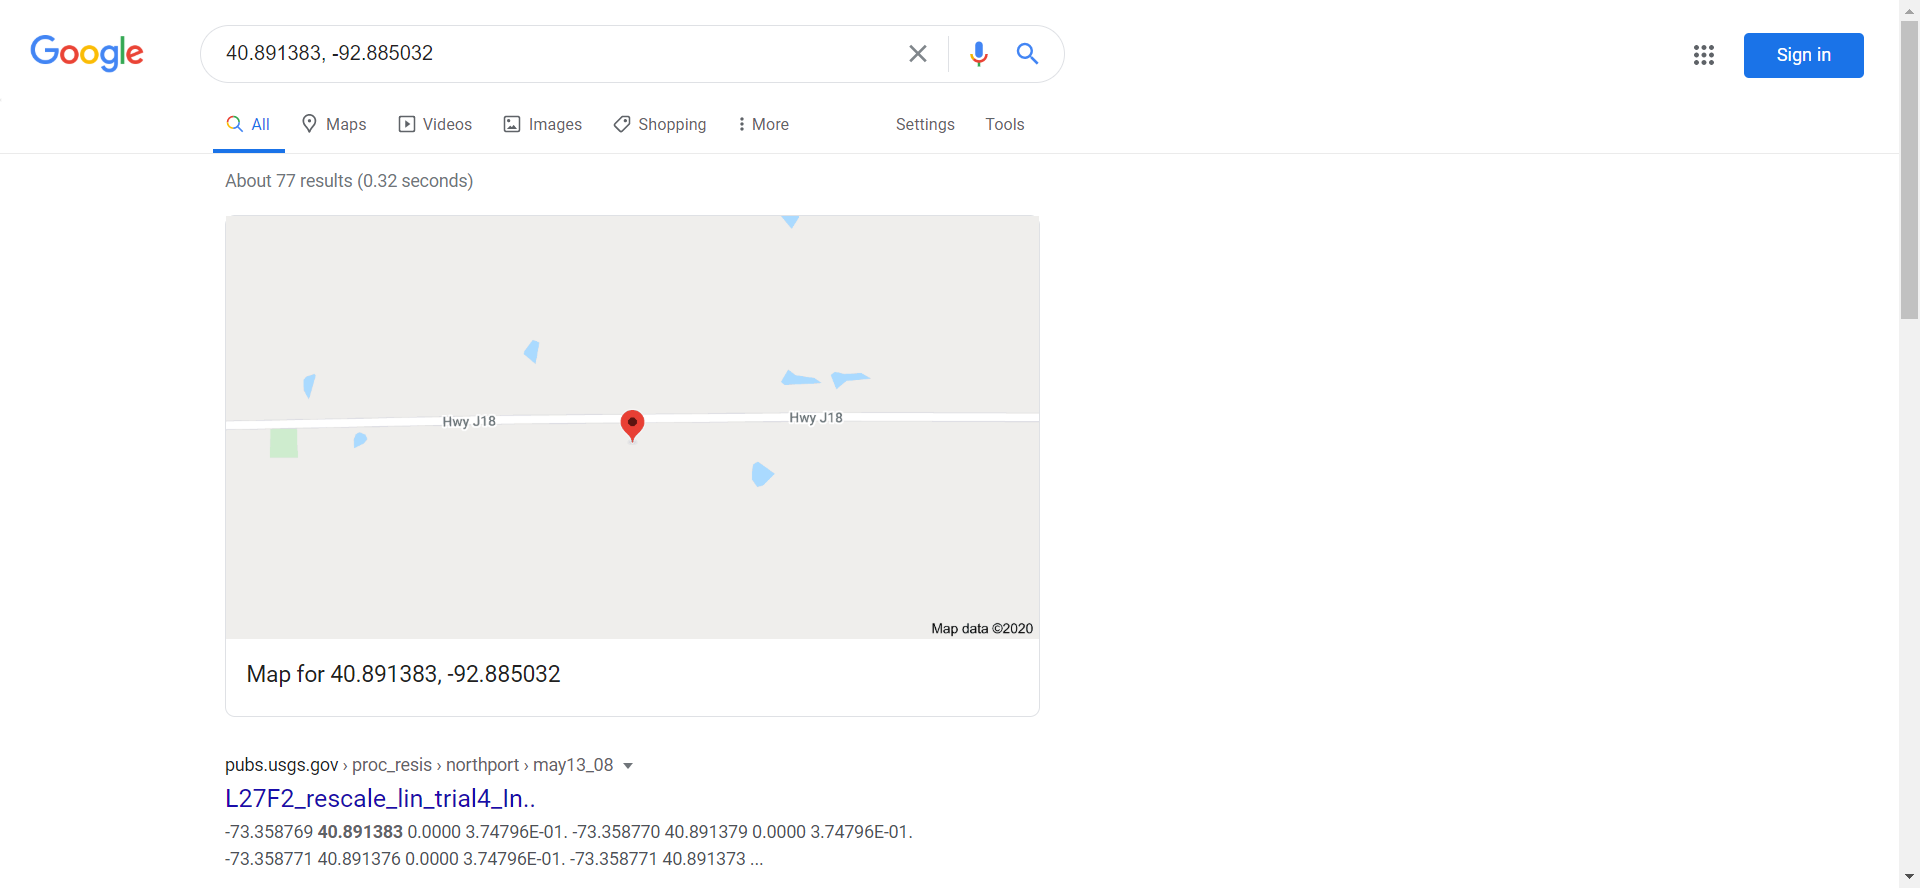 Google
40.891383, -92.885032
Sign in
All Maps Videos Images Shopping More Settings Tools
About 77 results (0.32 seconds)
Hwy J18 Hwy J18
Map data ©2020
Map for 40.891383, -92.885032
pubs.usgs.gov › proc_resis › northport › may13_08
L27F2_rescale_lin_trial4_In..
-73.358769 40.891383 0.0000 3.74796E-01. -73.358770 40.891379 0.0000 3.74796E-01.
-73.358771 40.891376 0.0000 3.74796E-01. -73.358771 40.891373 ...